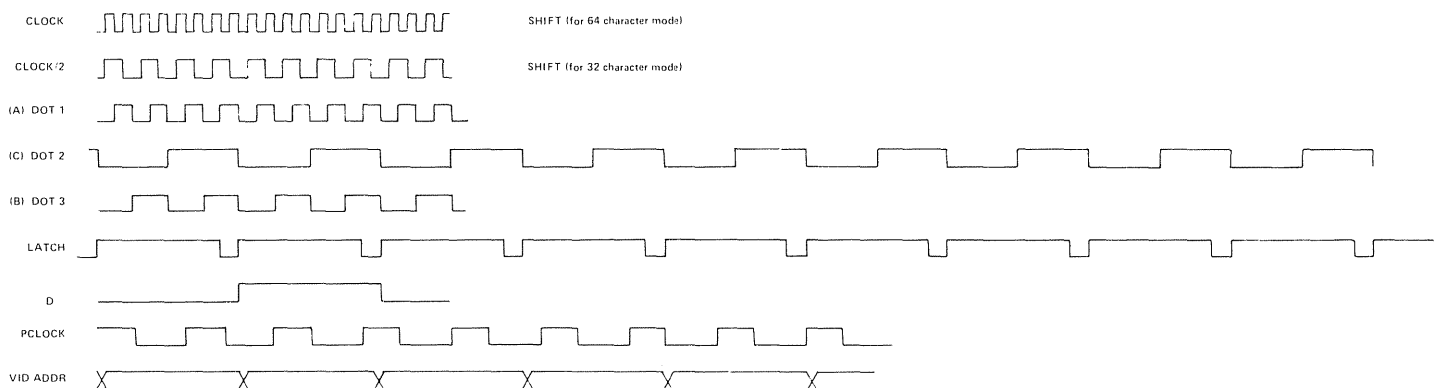 CLOCK SHIFT (for 64 character mode)
CLOCK/2 SHIFT (for 32 character mode)
(A) DOT 1
(C) DOT 2
(B) DOT 3
LATCH
D
PCLOCK
VID ADDR